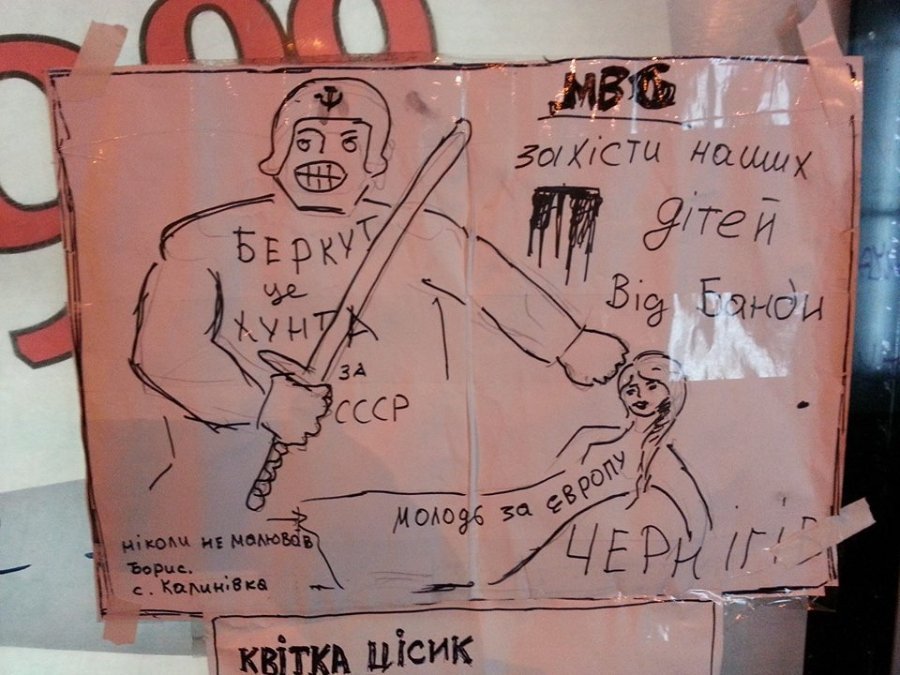 МВС
захісти наших
дітей
Від Банди
БЕРКУТ
це
ХУНТА
за
СССР
молодь за Європу
ЧЕРНІГІВ
ніколи не малював
Борис.
с. Калинівка
КВІТКА ЦІСИК